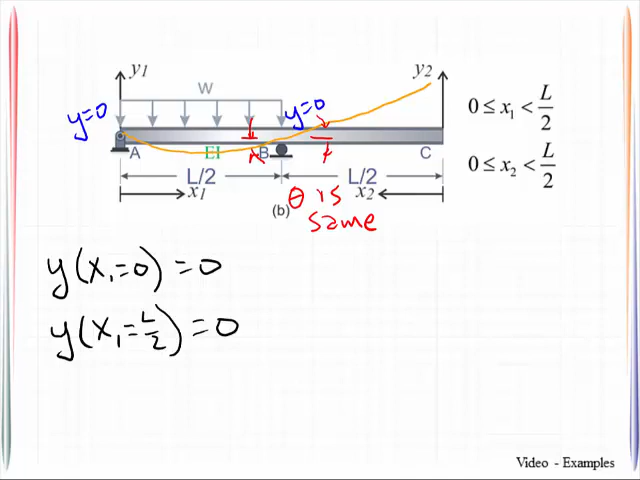 y1
y2
W
y=0
y=0
A
EI
B
C
L/2
L/2
x1
x2
(b)
θ is
same
0 ≤ x1 < L/2
0 ≤ x2 < L/2
y(x1=0) = 0
y(x1=L/2) = 0
Video - Examples